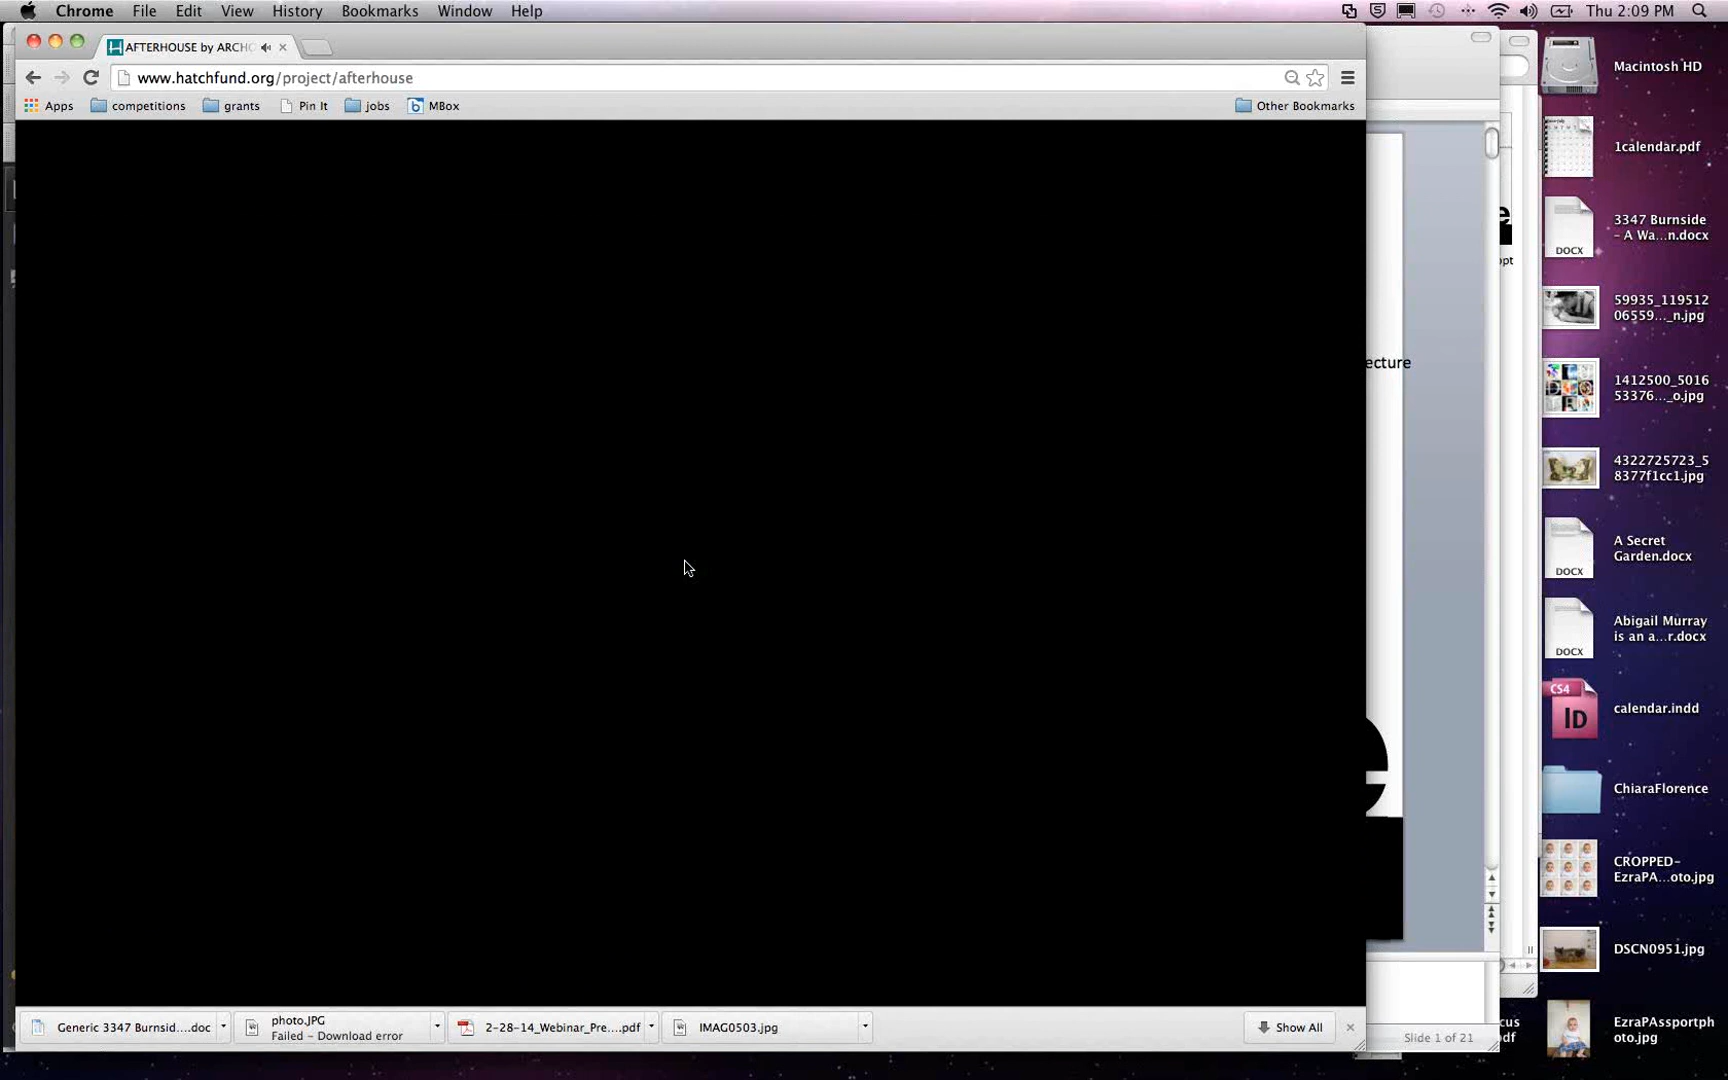 Chrome File Edit View History Bookmarks Window Help
Thu 2:09 PM
AFTERHOUSE by ARCH
www.hatchfund.org/project/afterhouse
Apps competitions grants Pin It jobs MBox
Other Bookmarks
Macintosh HD
1calendar.pdf
3347 Burnside
- A Wa...n.docx
DOCX
e
opt
59935_119512
06559..._n.jpg
ecture
1412500_5016
53376..._o.jpg
4322725723_5
8377f1cc1.jpg
A Secret
Garden.docx
DOCX
Abigail Murray
is an a...r.docx
DOCX
CS4
Id
calendar.indd
e
ChiaraFlorence
CROPPED-
EzraPA...oto.jpg
DSCN0951.jpg
Generic 3347 Burnsid....doc
photo.JPG
Failed - Download error
2-28-14_Webinar_Pre....pdf
IMAG0503.jpg
Show All
Slide 1 of 21
cus
df
EzraPAssportph
oto.jpg